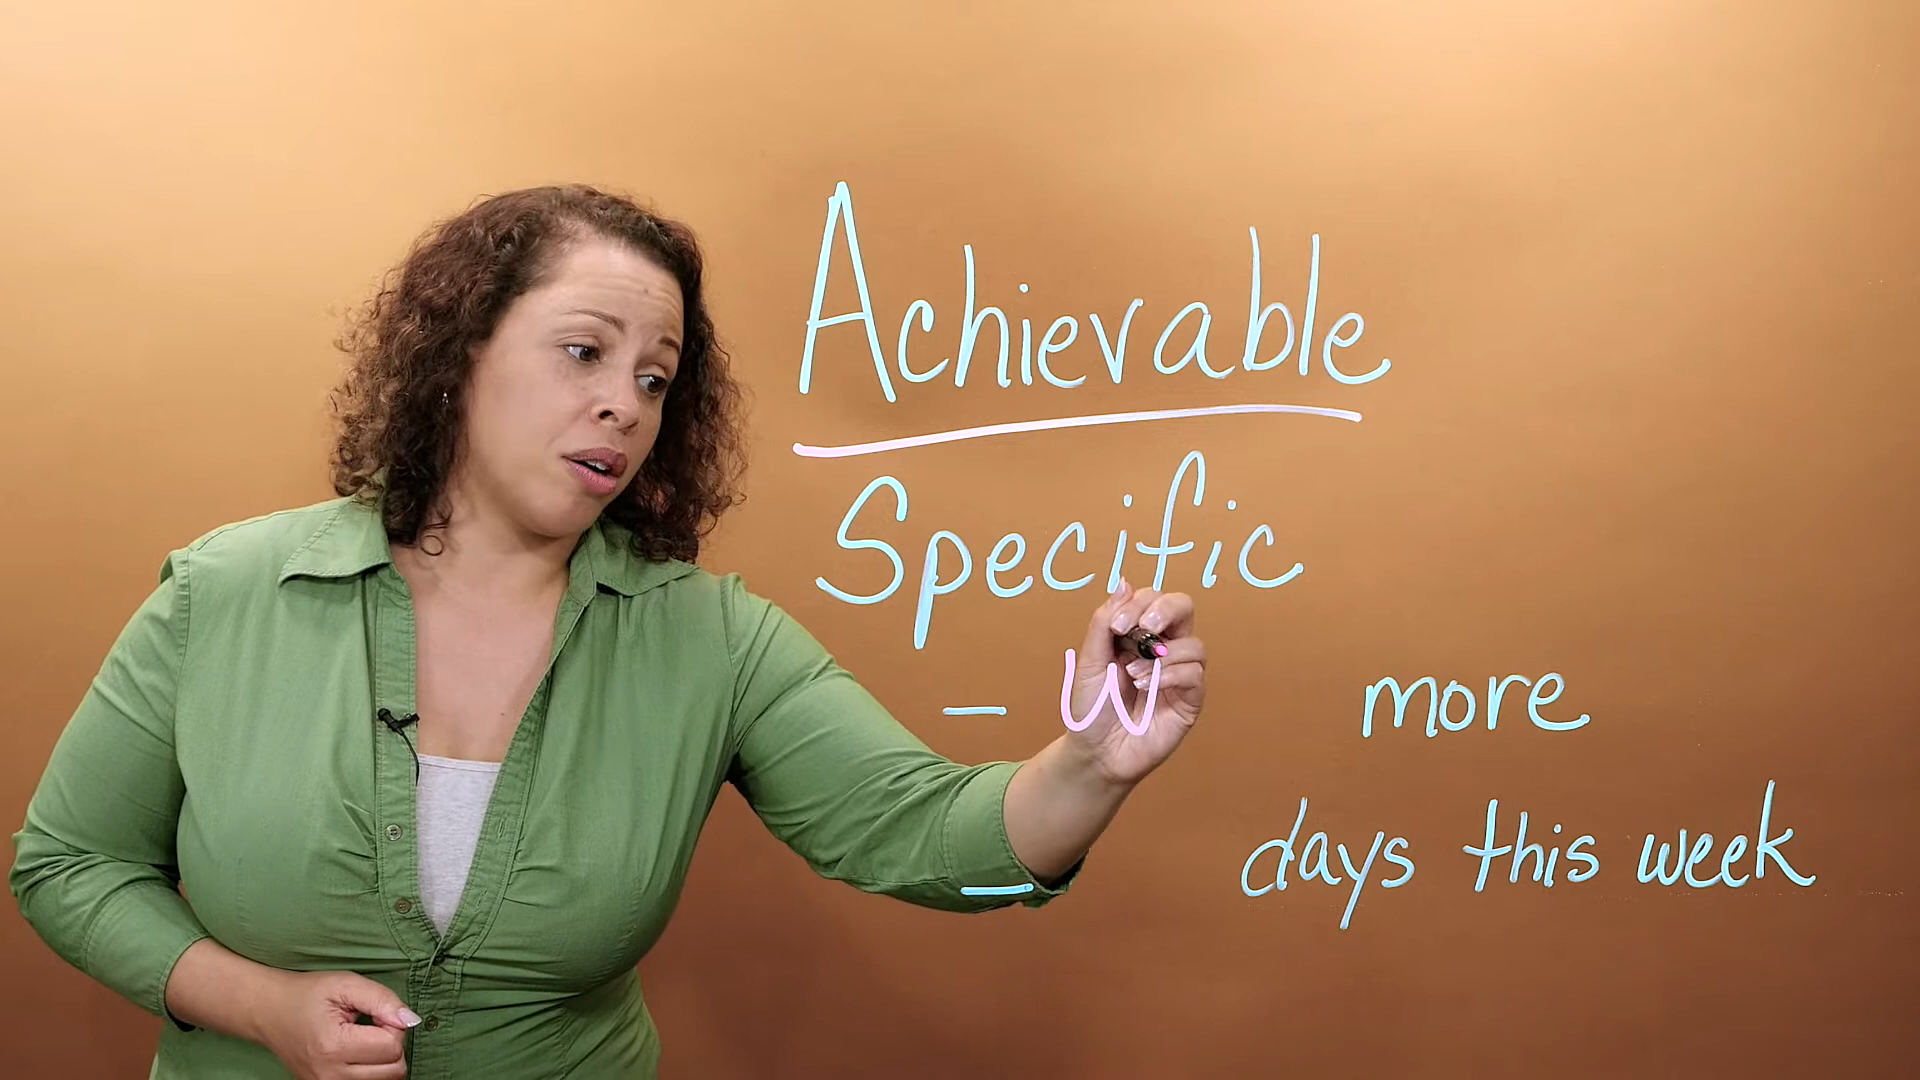 Achievable
Specific
– w more
– days this week